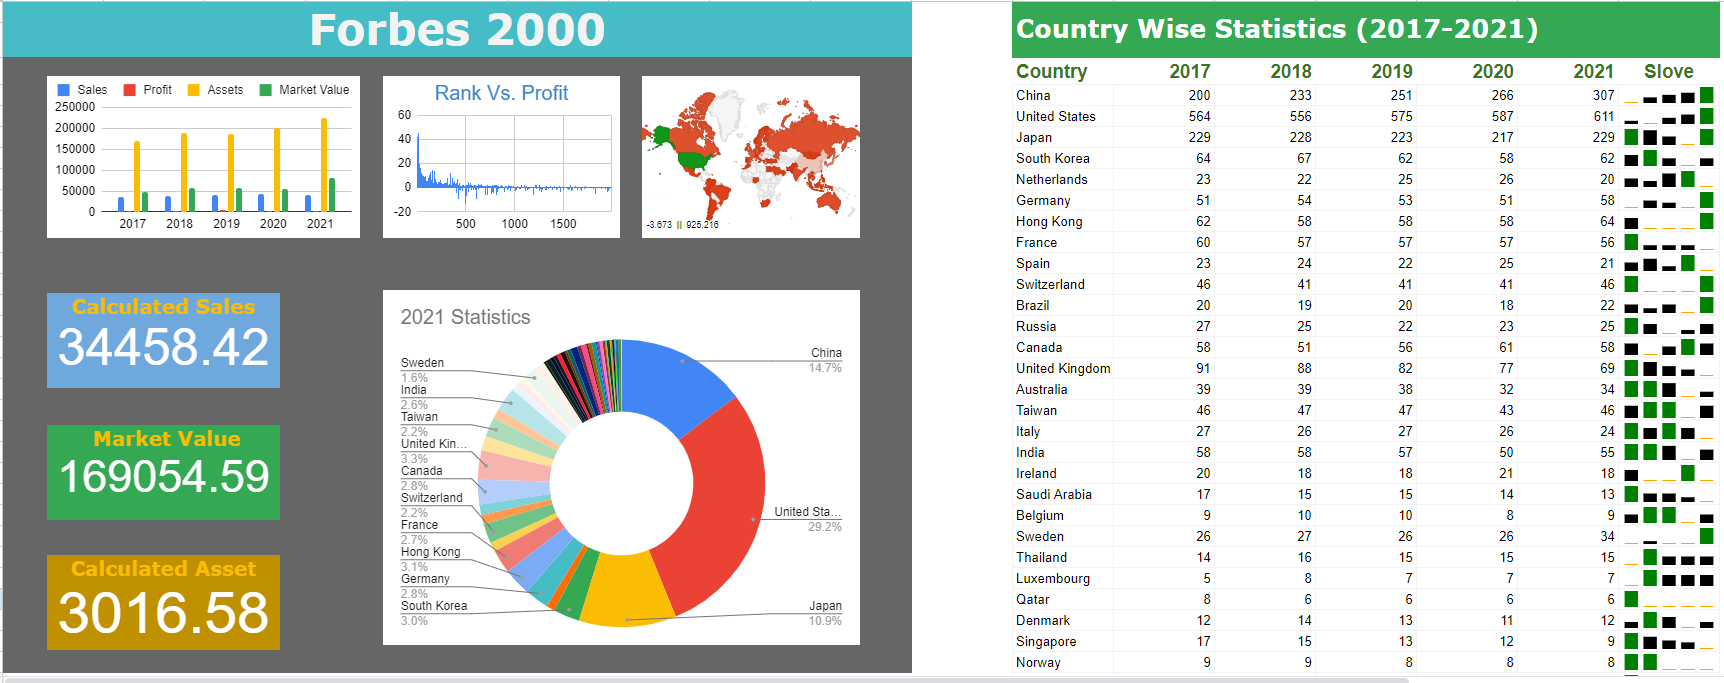 Forbes 2000
Sales Profit Assets Market Value
250000
200000
150000
100000
50000
0
2017 2018 2019 2020 2021
Rank Vs. Profit
60
40
20
0
-20
500 1000 1500
-3.673 925.216
Calculated Sales
34458.42
Market Value
169054.59
Calculated Asset
3016.58
2021 Statistics
Sweden
1.6%
India
2.6%
Taiwan
2.2%
United Kin...
3.3%
Canada
2.8%
Switzerland
2.2%
France
2.7%
Hong Kong
3.1%
Germany
2.8%
South Korea
3.0%
China
14.7%
United Sta...
29.2%
Japan
10.9%
Country Wise Statistics (2017-2021)
Country 2017 2018 2019 2020 2021 Slove
China 200 233 251 266 307
United States 564 556 575 587 611
Japan 229 228 223 217 229
South Korea 64 67 62 58 62
Netherlands 23 22 25 26 20
Germany 51 54 53 51 58
Hong Kong 62 58 58 58 64
France 60 57 57 57 56
Spain 23 24 22 25 21
Switzerland 46 41 41 41 46
Brazil 20 19 20 18 22
Russia 27 25 22 23 25
Canada 58 51 56 61 58
United Kingdom 91 88 82 77 69
Australia 39 39 38 32 34
Taiwan 46 47 47 43 46
Italy 27 26 27 26 24
India 58 58 57 50 55
Ireland 20 18 18 21 18
Saudi Arabia 17 15 15 14 13
Belgium 9 10 10 8 9
Sweden 26 27 26 26 34
Thailand 14 16 15 15 15
Luxembourg 5 8 7 7 7
Qatar 8 6 6 6 6
Denmark 12 14 13 11 12
Singapore 17 15 13 12 9
Norway 9 9 8 8 8